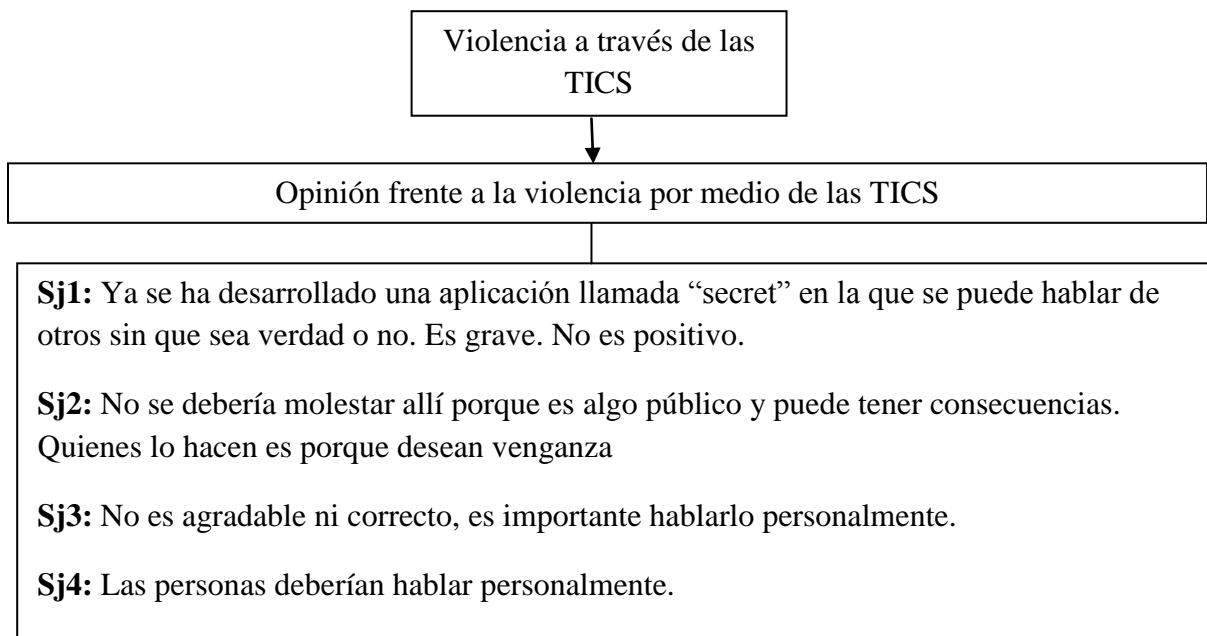 Violencia a través de las
TICS
Opinión frente a la violencia por medio de las TICS
Sj1: Ya se ha desarrollado una aplicación llamada “secret” en la que se puede hablar de
otros sin que sea verdad o no. Es grave. No es positivo.
Sj2: No se debería molestar allí porque es algo público y puede tener consecuencias.
Quienes lo hacen es porque desean venganza
Sj3: No es agradable ni correcto, es importante hablarlo personalmente.
Sj4: Las personas deberían hablar personalmente.